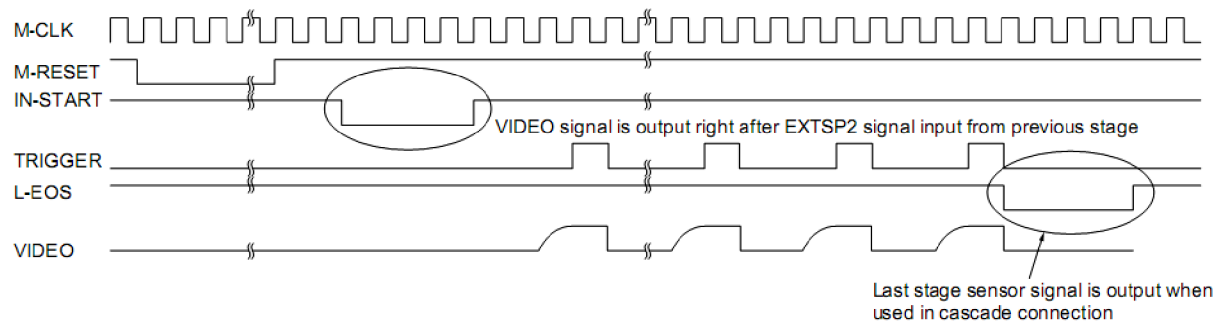 M-CLK
M-RESET
IN-START
VIDEO signal is output right after EXTSP2 signal input from previous stage
TRIGGER
L-EOS
VIDEO
Last stage sensor signal is output when
used in cascade connection